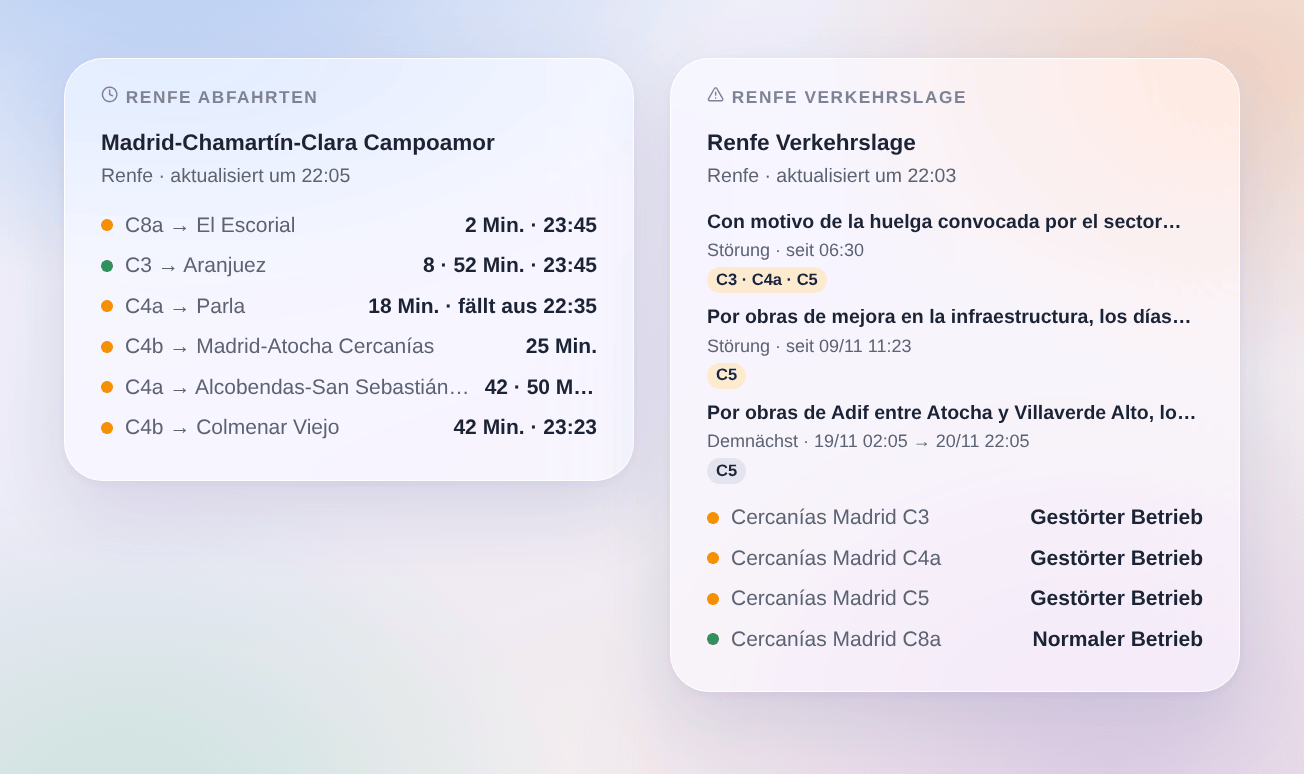 RENFE ABFAHRTEN
Madrid-Chamartín-Clara Campoamor
Renfe · aktualisiert um 22:05
C8a → El Escorial 2 Min. · 23:45
C3 → Aranjuez 8 · 52 Min. · 23:45
C4a → Parla 18 Min. · fällt aus 22:35
C4b → Madrid-Atocha Cercanías 25 Min.
C4a → Alcobendas-San Sebastián… 42 · 50 M…
C4b → Colmenar Viejo 42 Min. · 23:23
RENFE VERKEHRSLAGE
Renfe Verkehrslage
Renfe · aktualisiert um 22:03
Con motivo de la huelga convocada por el sector…
Störung · seit 06:30
C3 · C4a · C5
Por obras de mejora en la infraestructura, los días…
Störung · seit 09/11 11:23
C5
Por obras de Adif entre Atocha y Villaverde Alto, lo…
Demnächst · 19/11 02:05 → 20/11 22:05
C5
Cercanías Madrid C3 Gestörter Betrieb
Cercanías Madrid C4a Gestörter Betrieb
Cercanías Madrid C5 Gestörter Betrieb
Cercanías Madrid C8a Normaler Betrieb